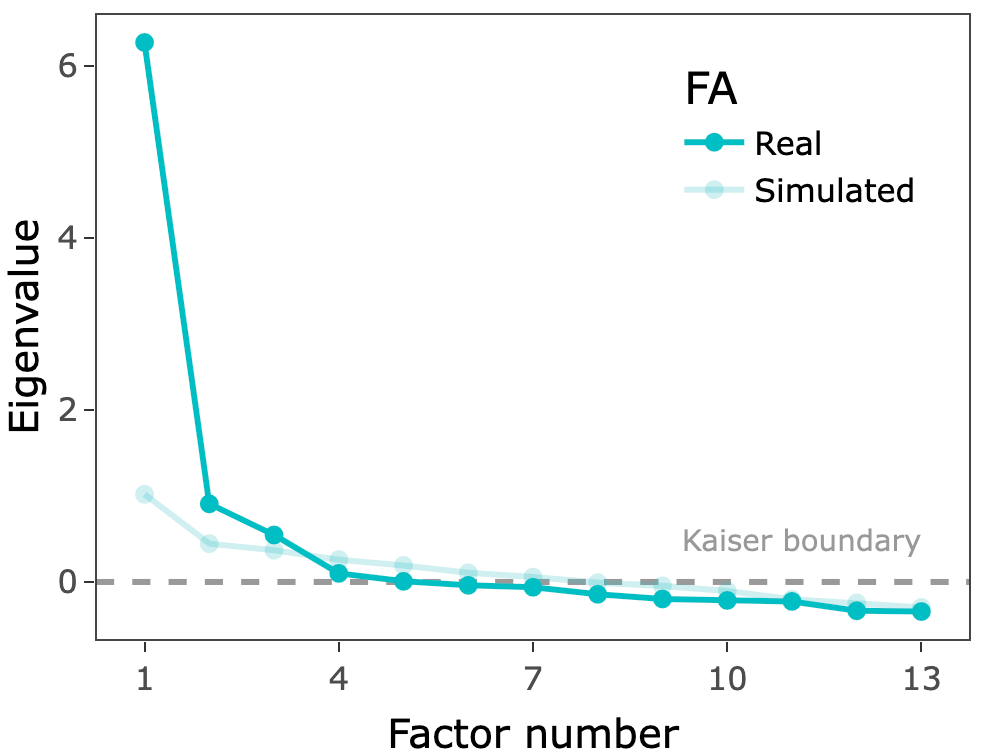 FA
Real
Simulated
Eigenvalue
6
4
2
0
Kaiser boundary
1 4 7 10 13
Factor number